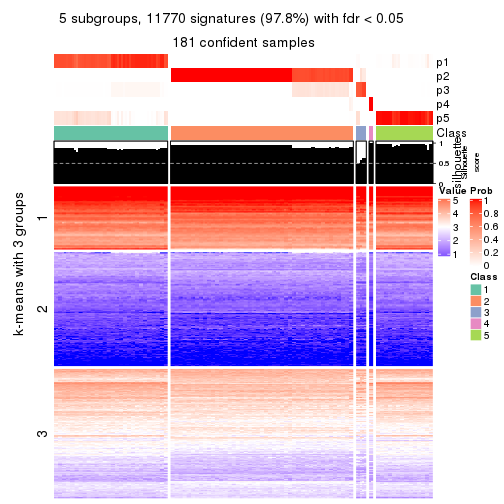 5 subgroups, 11770 signatures (97.8%) with fdr < 0.05
181 confident samples
p1
p2
p3
p4
p5
Class
1
0.5
0
silhouette
Silhouette
score
k-means with 3 groups
1
2
3
Value
5
4
3
2
1
Prob
1
0.8
0.6
0.4
0.2
0
Class
1
2
3
4
5